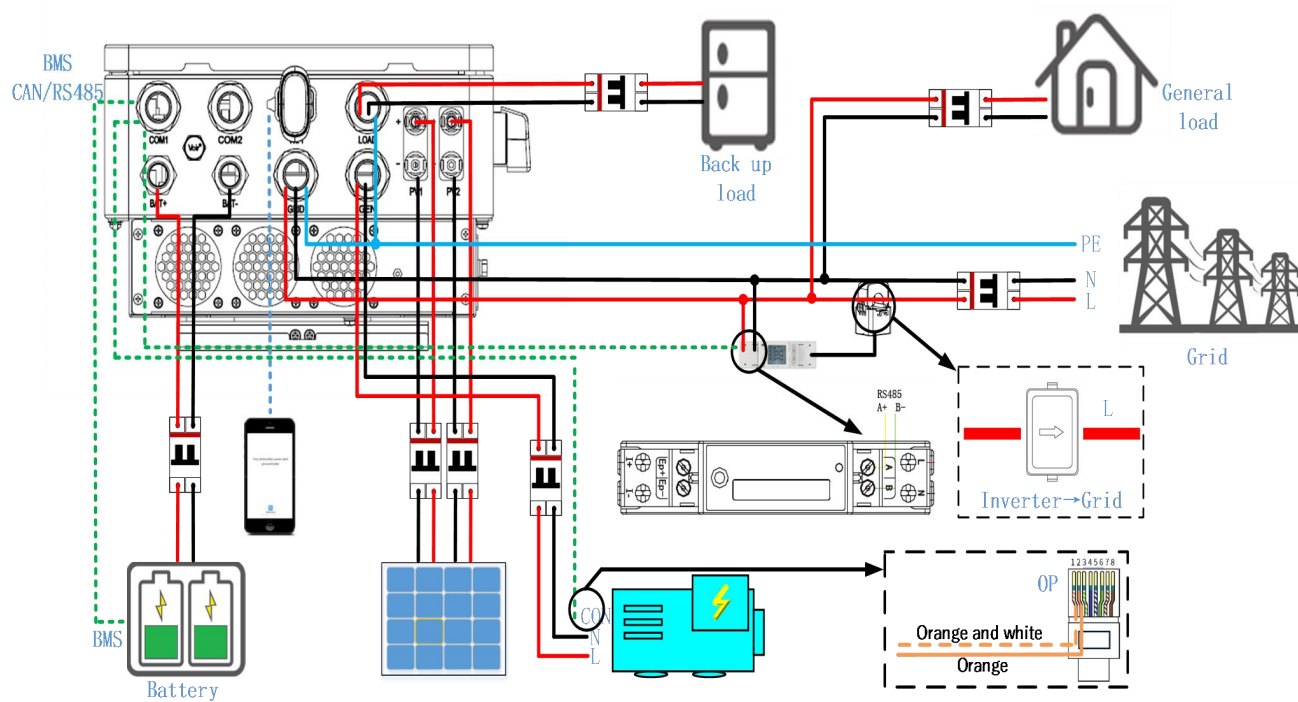 BMS
CAN/RS485
COM1
COM2
LOAD
+
-
PV1
PV2
BAT+
BAT-
GRID
GEN
Back up
load
General
load
PE
N
L
Grid
RS485
A+ B-
I+
I-
Ep+
Ep-
A
B
L
N
L
Inverter→Grid
BMS
Battery
CON
N
L
OP
12345678
Orange and white
Orange